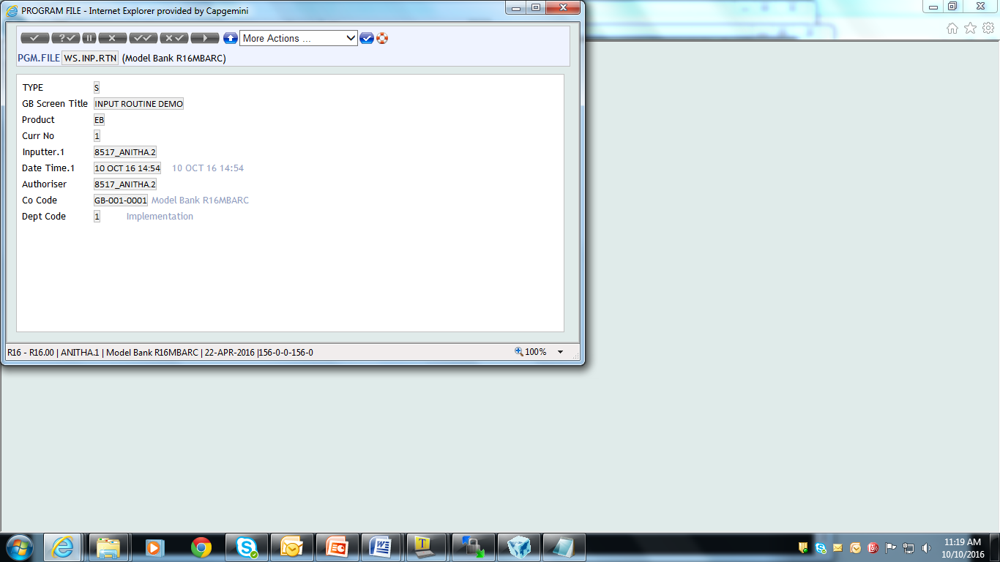 PROGRAM FILE - Internet Explorer provided by Capgemini
More Actions ...
PGM.FILE WS.INP.RTN (Model Bank R16MBARC)
TYPE S
GB Screen Title INPUT ROUTINE DEMO
Product EB
Curr No 1
Inputter.1 8517_ANITHA.2
Date Time.1 10 OCT 16 14:54 10 OCT 16 14:54
Authoriser 8517_ANITHA.2
Co Code GB-001-0001 Model Bank R16MBARC
Dept Code 1 Implementation
R16 - R16.00 | ANITHA.1 | Model Bank R16MBARC | 22-APR-2016 |156-0-0-156-0 100%
11:19 AM
10/10/2016